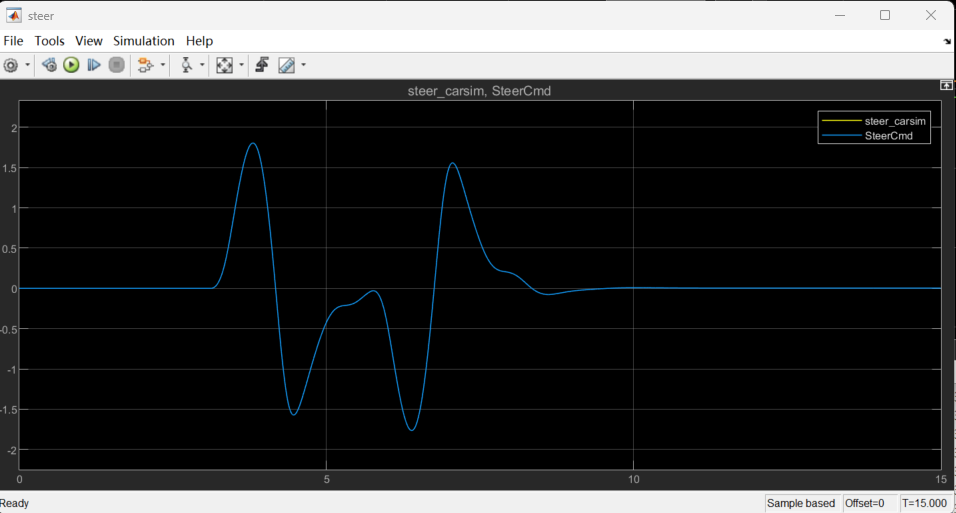 steer
File Tools View Simulation Help
steer_carsim, SteerCmd
steer_carsim
SteerCmd
2
1.5
1
0.5
0
-0.5
-1
-1.5
-2
0 5 10 15
Ready Sample based Offset=0 T=15.000